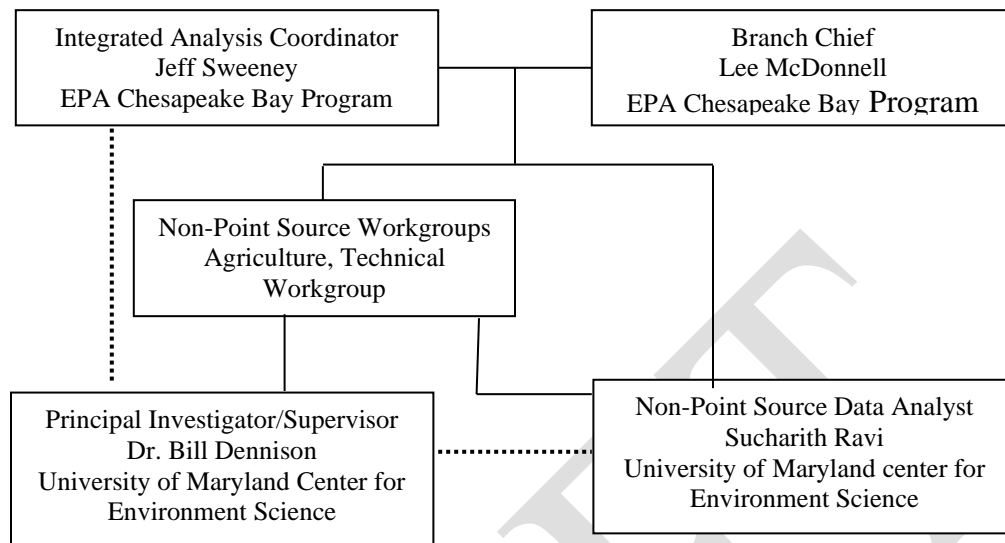 Integrated Analysis Coordinator
Jeff Sweeney
EPA Chesapeake Bay Program
Branch Chief
Lee McDonnell
EPA Chesapeake Bay Program
Non-Point Source Workgroups
Agriculture, Technical
Workgroup
Principal Investigator/Supervisor
Dr. Bill Dennison
University of Maryland Center for
Environment Science
Non-Point Source Data Analyst
Sucharith Ravi
University of Maryland center for
Environment Science